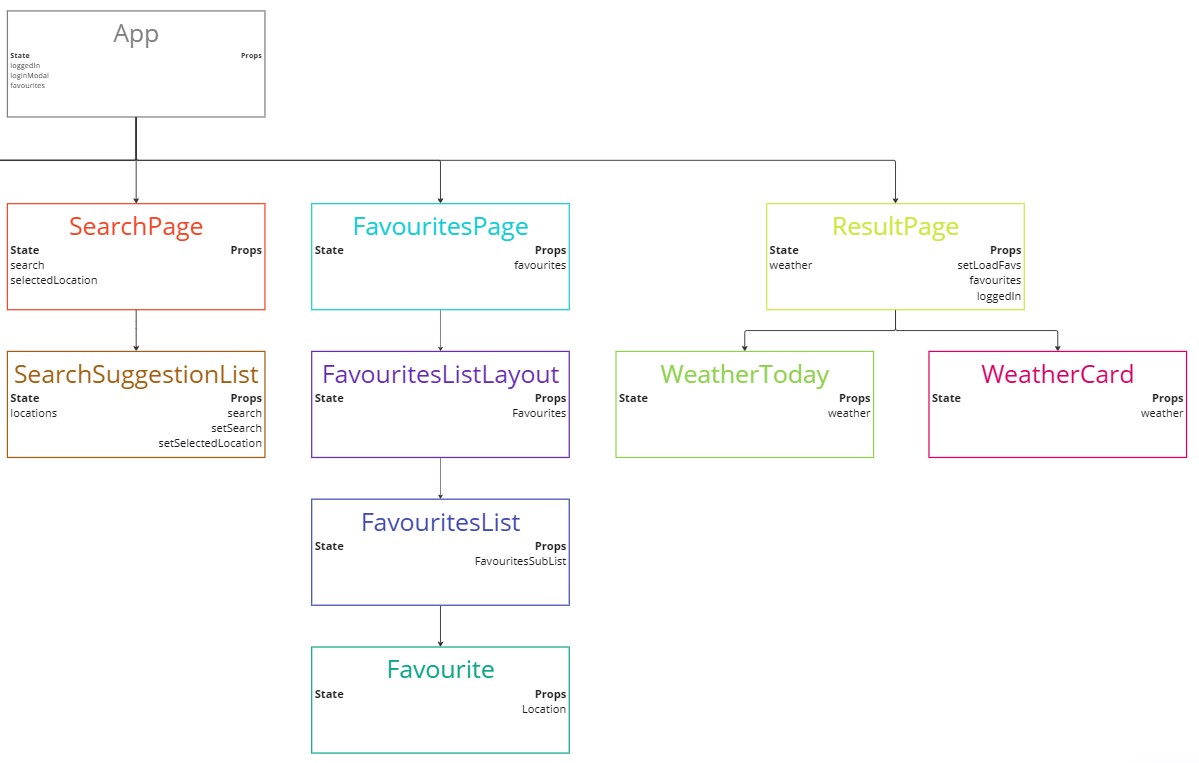 App
State Props
loggedIn
loginModal
favourites
SearchPage
State Props
search
selectedLocation
FavouritesPage
State Props
favourites
ResultPage
State Props
weather setLoadFavs
favourites
loggedIn
SearchSuggestionList
State Props
locations search
setSearch
setSelectedLocation
FavouritesListLayout
State Props
Favourites
WeatherToday
State Props
weather
WeatherCard
State Props
weather
FavouritesList
State Props
FavouritesSubList
Favourite
State Props
Location